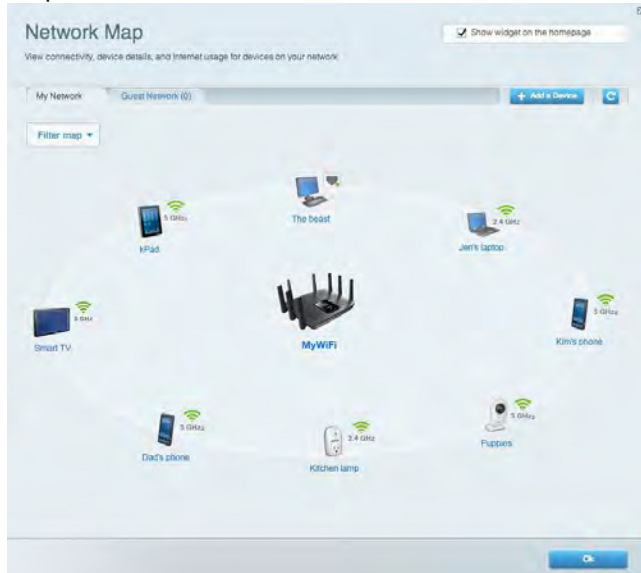 Network Map
Show widget on the homepage
View connectivity, device details, and Internet usage for devices on your network
My Network
Guest Network (0)
+ Add a Device
Filter map
5 GHz
kPad
The beast
2.4 GHz
Jen's laptop
5 GHz
Smart TV
MyWiFi
5 GHz
Kim's phone
5 GHz
Dad's phone
2.4 GHz
Kitchen lamp
5 GHz
Puppies
Ok